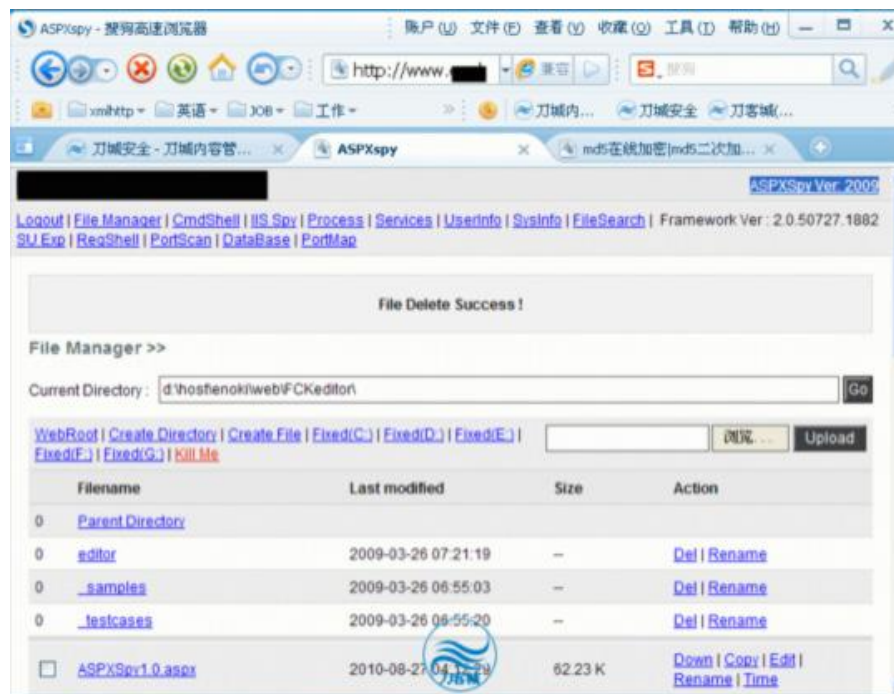 ASPXspy - 搜狗高速浏览器 账户(U) 文件(F) 查看(V) 收藏(O) 工具(T) 帮助(H)
http://www. 兼容 搜狗
xmlhttp 英语 JOB 工作 » 刀城内... 刀城安全 刀客城(...
刀城安全 - 刀城内容管... ASPXspy md5在线加密|md5二次加...
ASPXSpy Ver: 2009
Logout | File Manager | CmdShell | IIS Spy | Process | Services | UserInfo | SysInfo | FileSearch | Framework Ver : 2.0.50727.1882
SU Exp | RegShell | PortScan | DataBase | PortMap
File Delete Success !
File Manager >>
Current Directory : d:\host\enoki\web\FCKeditor\ Go
WebRoot | Create Directory | Create File | Fixed(C:) | Fixed(D:) | Fixed(E:) |
Fixed(F:) | Fixed(G:) | Kill Me 浏览... Upload
Filename Last modified Size Action
0 Parent Directory
0 editor 2009-03-26 07:21:19 -- Del | Rename
0 _samples 2009-03-26 06:55:03 -- Del | Rename
0 _testcases 2009-03-26 06:55:20 -- Del | Rename
ASPXSpy1.0.aspx 2010-08-27 62.23 K Down | Copy | Edit |
Rename | Time